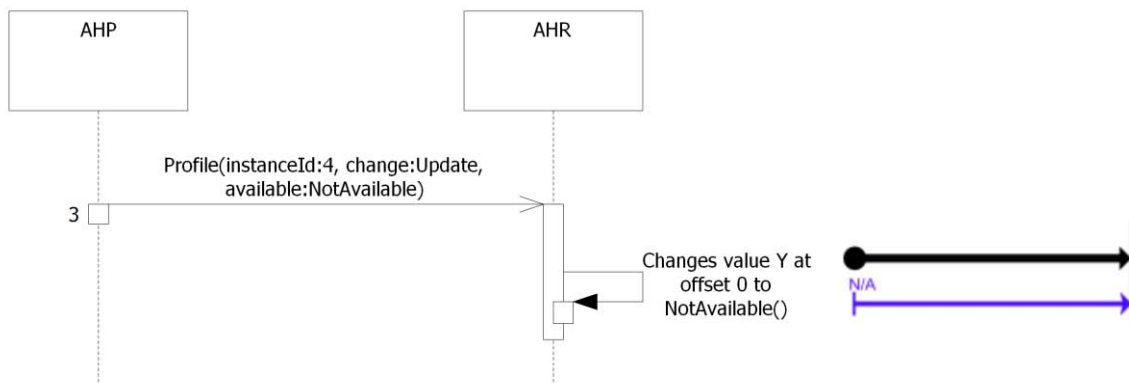 AHP
AHR
Profile(instanceId:4, change:Update,
available:NotAvailable)
3
Changes value Y at
offset 0 to
NotAvailable()
N/A